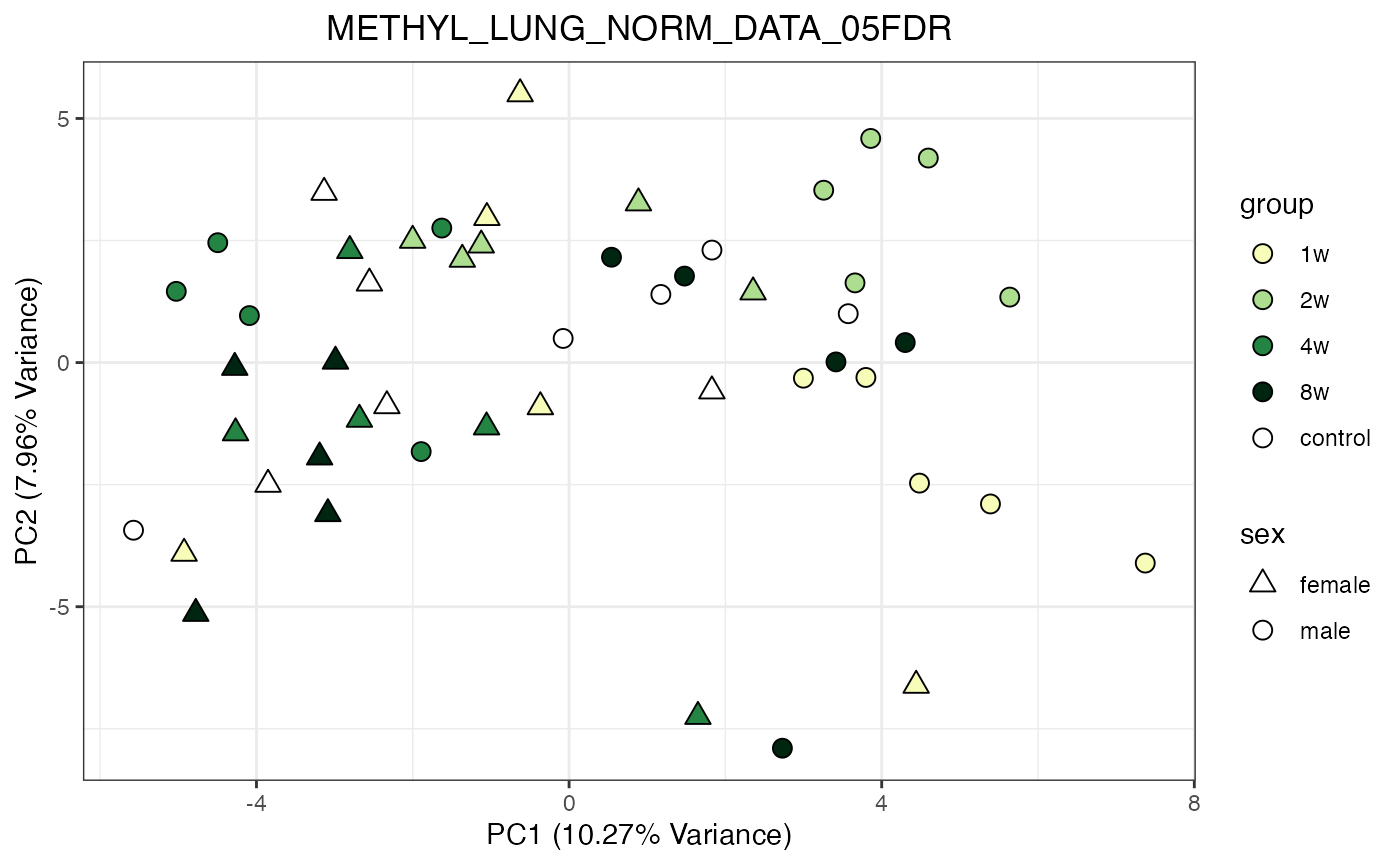 METHYL_LUNG_NORM_DATA_05FDR
PC2 (7.96% Variance)
5
0
-5
-4
0
4
8
PC1 (10.27% Variance)
group
1w
2w
4w
8w
control
sex
female
male